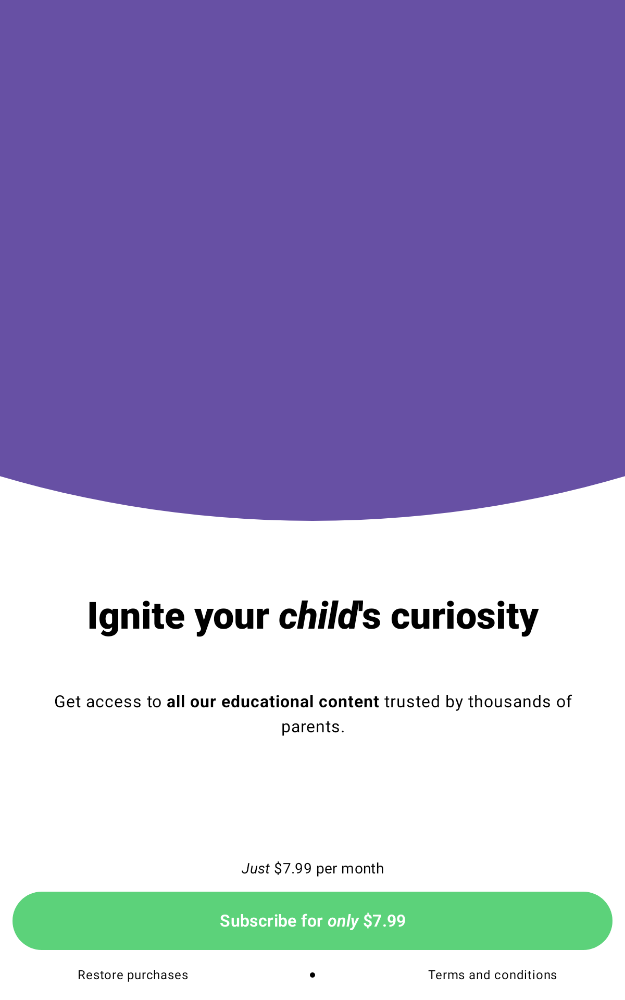 Ignite your child's curiosity
Get access to all our educational content trusted by thousands of
parents.
Just $7.99 per month
Subscribe for only $7.99
Restore purchases
Terms and conditions